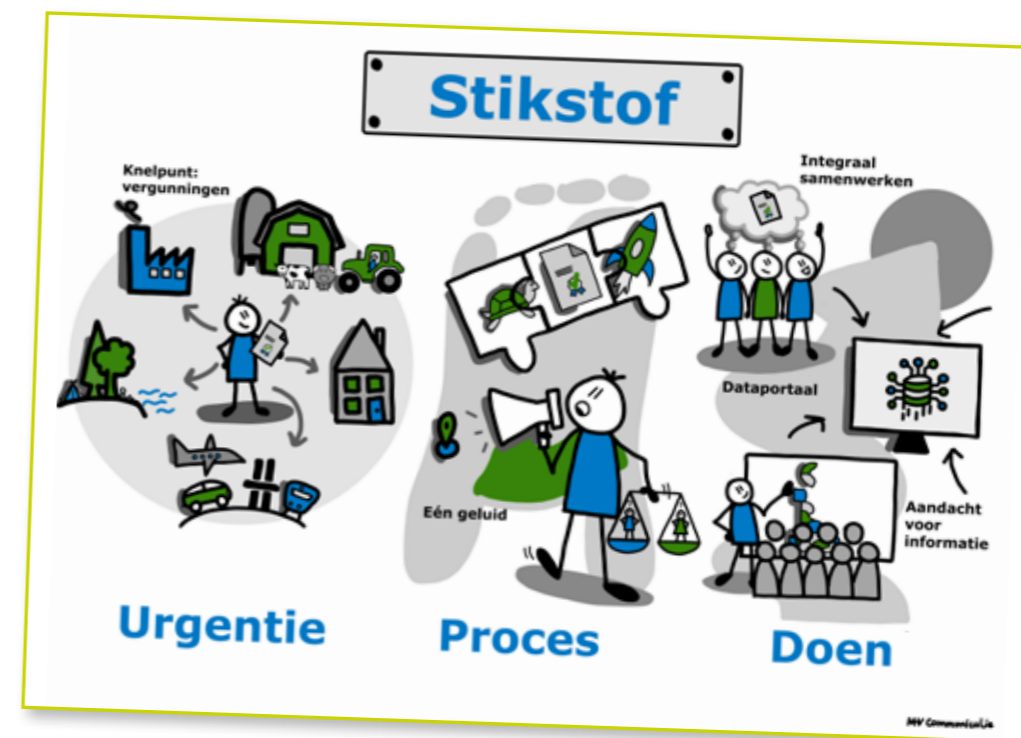 Stikstof
Knelpunt:
vergunningen
Urgentie
Eén geluid
Proces
Integraal
samenwerken
Dataportaal
Aandacht
voor
informatie
Doen
MV Communicatie